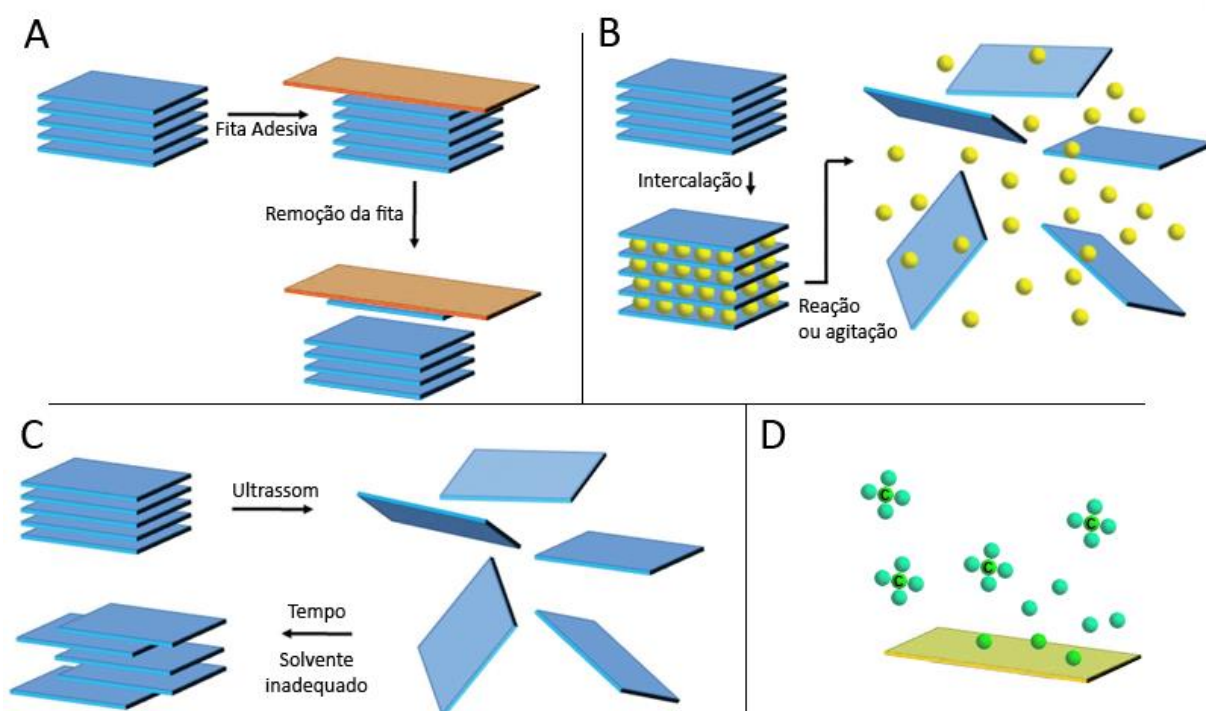 A
Fita Adesiva
Remoção da fita
B
Intercalação
Reação
ou agitação
C
Ultrassom
Tempo
Solvente
inadequado
D
C
C
C
C